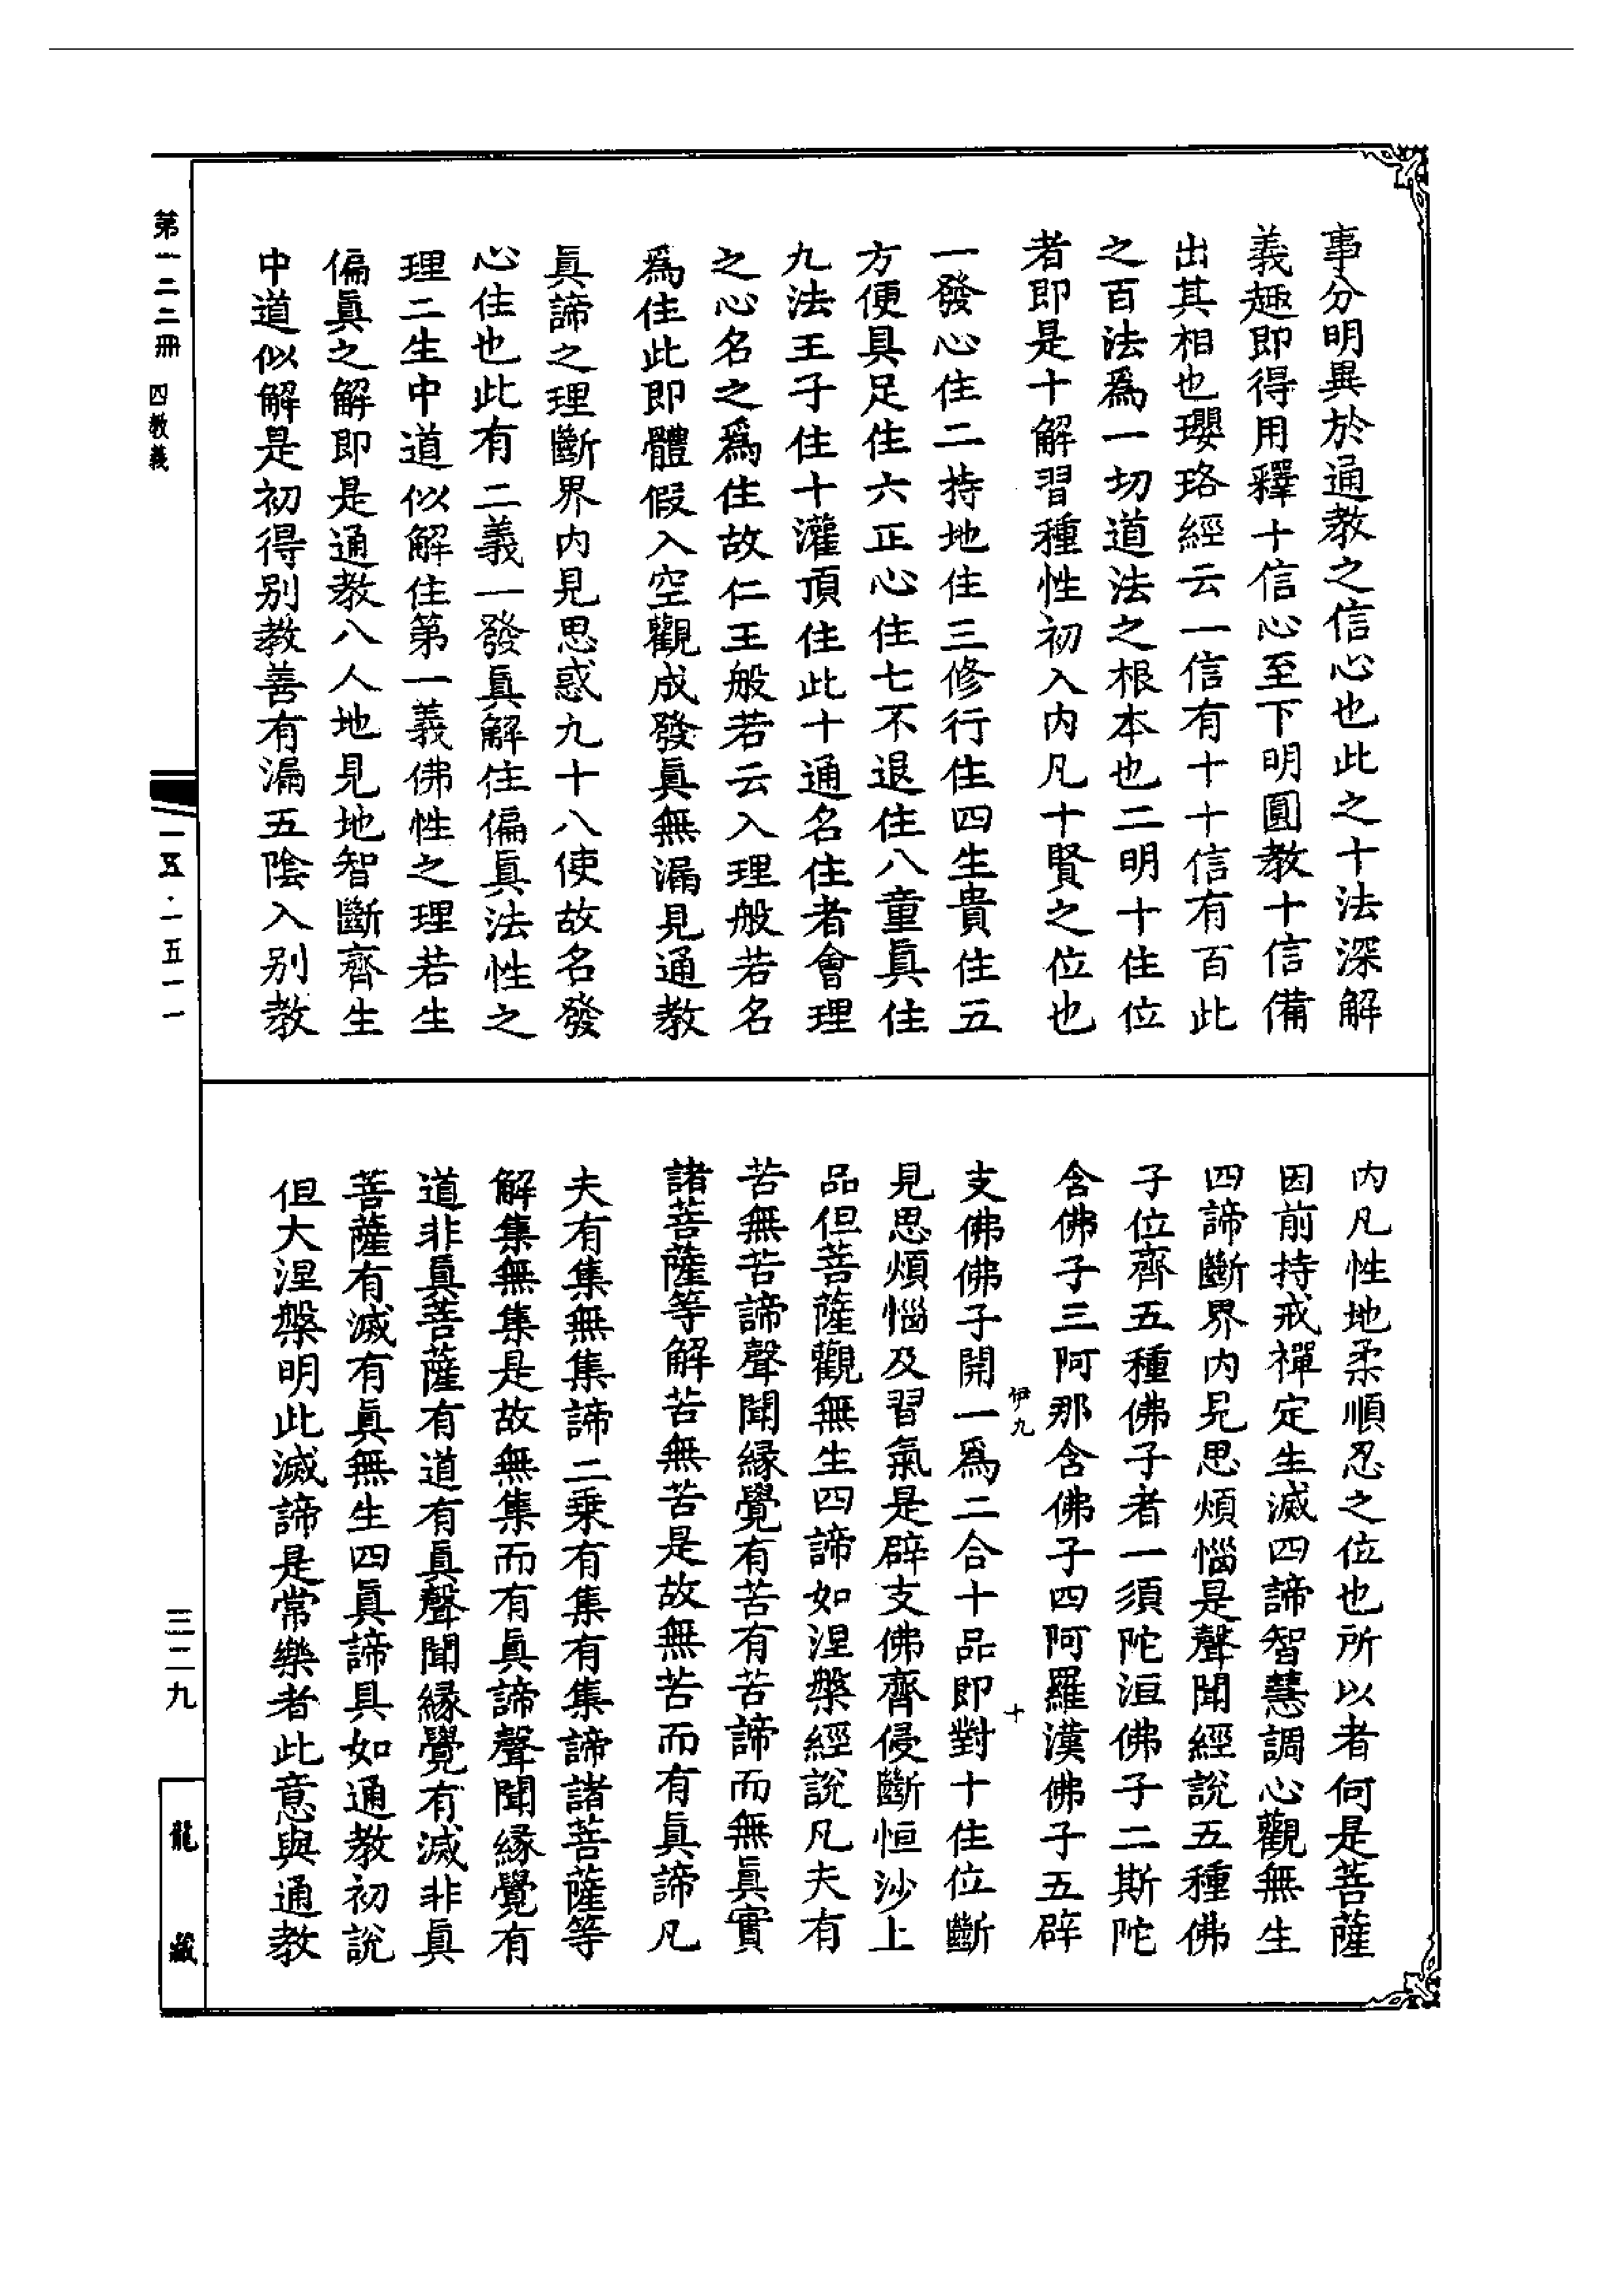 事分明異於通教之信心也此之十法深解
義趣即得用釋十信心至下明圓教十信備
出其相也瓔珞經云一信有十十信有百此
之百法爲一切道法之根本也二明十住位
者即是十解習種性初入内凡十賢之位也
一發心住二持地住三修行住四生貴住五
方便具足住六正心住七不退住八童眞住
九法王子住十灌頂住此十通名住者會理
之心名之爲住故仁王般若云入理般若名
爲住此即體假入空觀成發眞無漏見通教
眞諦之理斷界内見思惑九十八使故名發
心住也此有二義一發眞解住偏眞法性之
理二生中道似解住第一義佛性之理若生
偏眞之解即是通教八人地見地智斷齊生
中道似解是初得别教善有漏五陰入别教
内凡性地柔順忍之位也所以者何是菩薩
因前持戒禪定生滅四諦智慧調心觀無生
四諦斷界内見思煩惱是聲聞經說五種佛
子位齊五種佛子者一須陀洹佛子二斯陀
含佛子三阿那含佛子四阿羅漢佛子五辟
伊九
十
支佛佛子開一爲二合十品即對十住位斷
見思煩惱及習氣是辟支佛齊侵斷恒沙上
品但菩薩觀無生四諦如涅槃經說凡夫有
苦無苦諦聲聞緣覺有苦有苦諦而無眞實
諸菩薩等解苦無苦是故無苦而有眞諦凡
夫有集無集諦二乘有集有集諦諸菩薩等
解集無集是故無集而有眞諦聲聞緣覺有
道非眞菩薩有道有眞聲聞緣覺有滅非眞
菩薩有滅有眞無生四眞諦具如通教初說
但大涅槃明此滅諦是常樂者此意與通教
第一二二冊
四教義
一五·一五一一
三二九
龍藏